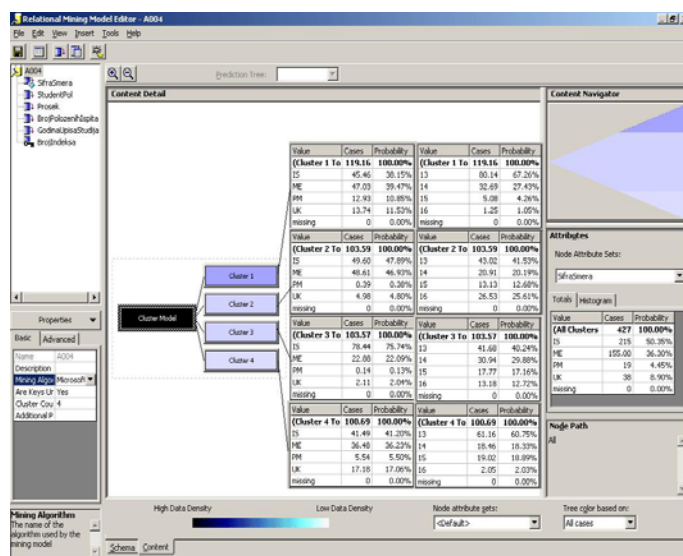 Relational Mining Model Editor - A004
File Edit View Insert Tools Help
A004
SifraSmera
StudentPol
Prosek
BrojPolozenihIspita
GodinaUpisaStudija
BrojIndeksa
Prediction Tree:
Content Detail
Content Navigator
Cluster Model
Cluster 1
Cluster 2
Cluster 3
Cluster 4
Value Cases Probability
(Cluster 1 To 119.16 100.00%
IS 45.46 38.15%
ME 47.03 39.47%
PM 12.93 10.85%
UK 13.74 11.53%
missing 0 0.00%
Value Cases Probability
(Cluster 1 To 119.16 100.00%
13 80.14 67.26%
14 32.69 27.43%
15 5.08 4.26%
16 1.25 1.05%
missing 0 0.00%
Value Cases Probability
(Cluster 2 To 103.59 100.00%
IS 49.60 47.89%
ME 48.61 46.93%
PM 0.39 0.38%
UK 4.98 4.80%
missing 0 0.00%
Value Cases Probability
(Cluster 2 To 103.59 100.00%
13 43.02 41.53%
14 20.91 20.19%
15 13.13 12.68%
16 26.53 25.61%
missing 0 0.00%
Value Cases Probability
(Cluster 3 To 103.57 100.00%
IS 78.44 75.74%
ME 22.88 22.09%
PM 0.14 0.13%
UK 2.11 2.04%
missing 0 0.00%
Value Cases Probability
(Cluster 3 To 103.57 100.00%
13 41.68 40.24%
14 30.94 29.88%
15 17.77 17.16%
16 13.18 12.72%
missing 0 0.00%
Value Cases Probability
(Cluster 4 To 100.69 100.00%
IS 41.49 41.20%
ME 36.48 36.23%
PM 5.54 5.50%
UK 17.18 17.06%
missing 0 0.00%
Value Cases Probability
(Cluster 4 To 100.69 100.00%
13 61.16 60.75%
14 18.46 18.33%
15 19.02 18.89%
16 2.05 2.03%
missing 0 0.00%
Attributes
Node Attribute Sets:
SifraSmera
Totals Histogram
Value Cases Probability
(All Clusters 427 100.00%
IS 215 50.35%
ME 155.00 36.30%
PM 19 4.45%
UK 38 8.90%
missing 0 0.00%
Node Path
All
Properties
Basic Advanced
Name A004
Description
Mining Algor Microsoft
Are Keys Ur Yes
Cluster Cou 4
Additional P
Mining Algorithm
The name of the
algorithm used by the
mining model
High Data Density Low Data Density
Node attribute sets:
<Default>
Tree color based on:
All cases
Schema Content